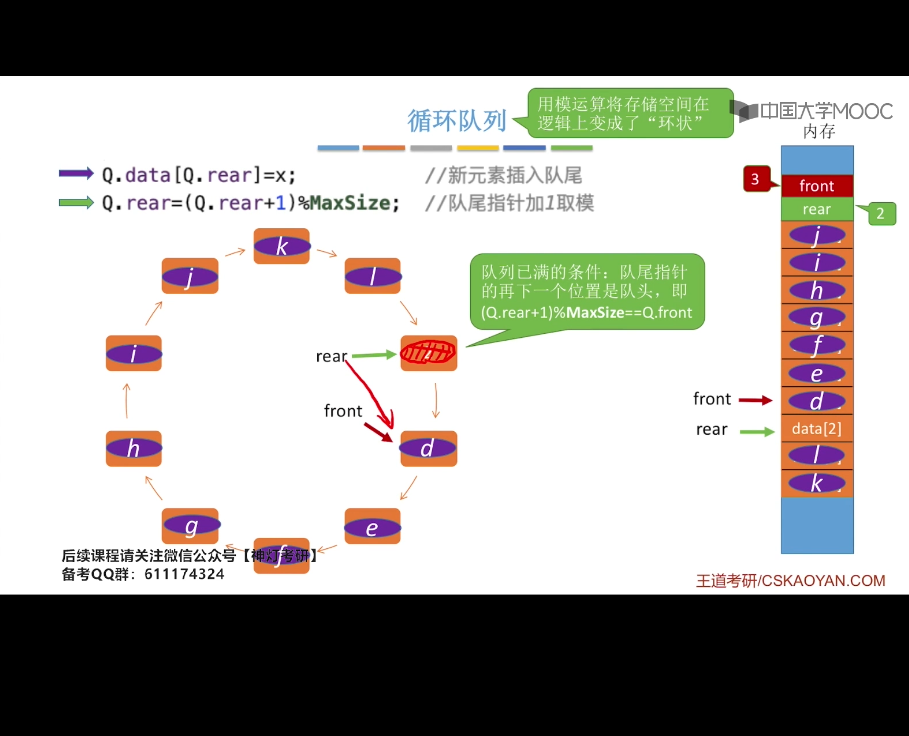 用模运算将存储空间在
逻辑上变成了“环状”
循环队列
中国大学MOOC
内存
Q.data[Q.rear]=x; //新元素插入队尾
Q.rear=(Q.rear+1)%MaxSize; //队尾指针加1取模
3
front
rear
2
k
j
l
队列已满的条件：队尾指针
的再下一个位置是队头，即
(Q.rear+1)%MaxSize==Q.front
i
rear
front
h
d
g
e
f
j
i
h
g
f
e
front
d
rear
data[2]
l
k
后续课程请关注微信公众号【神灯考研】
备考QQ群：611174324
王道考研/CSKAOYAN.COM